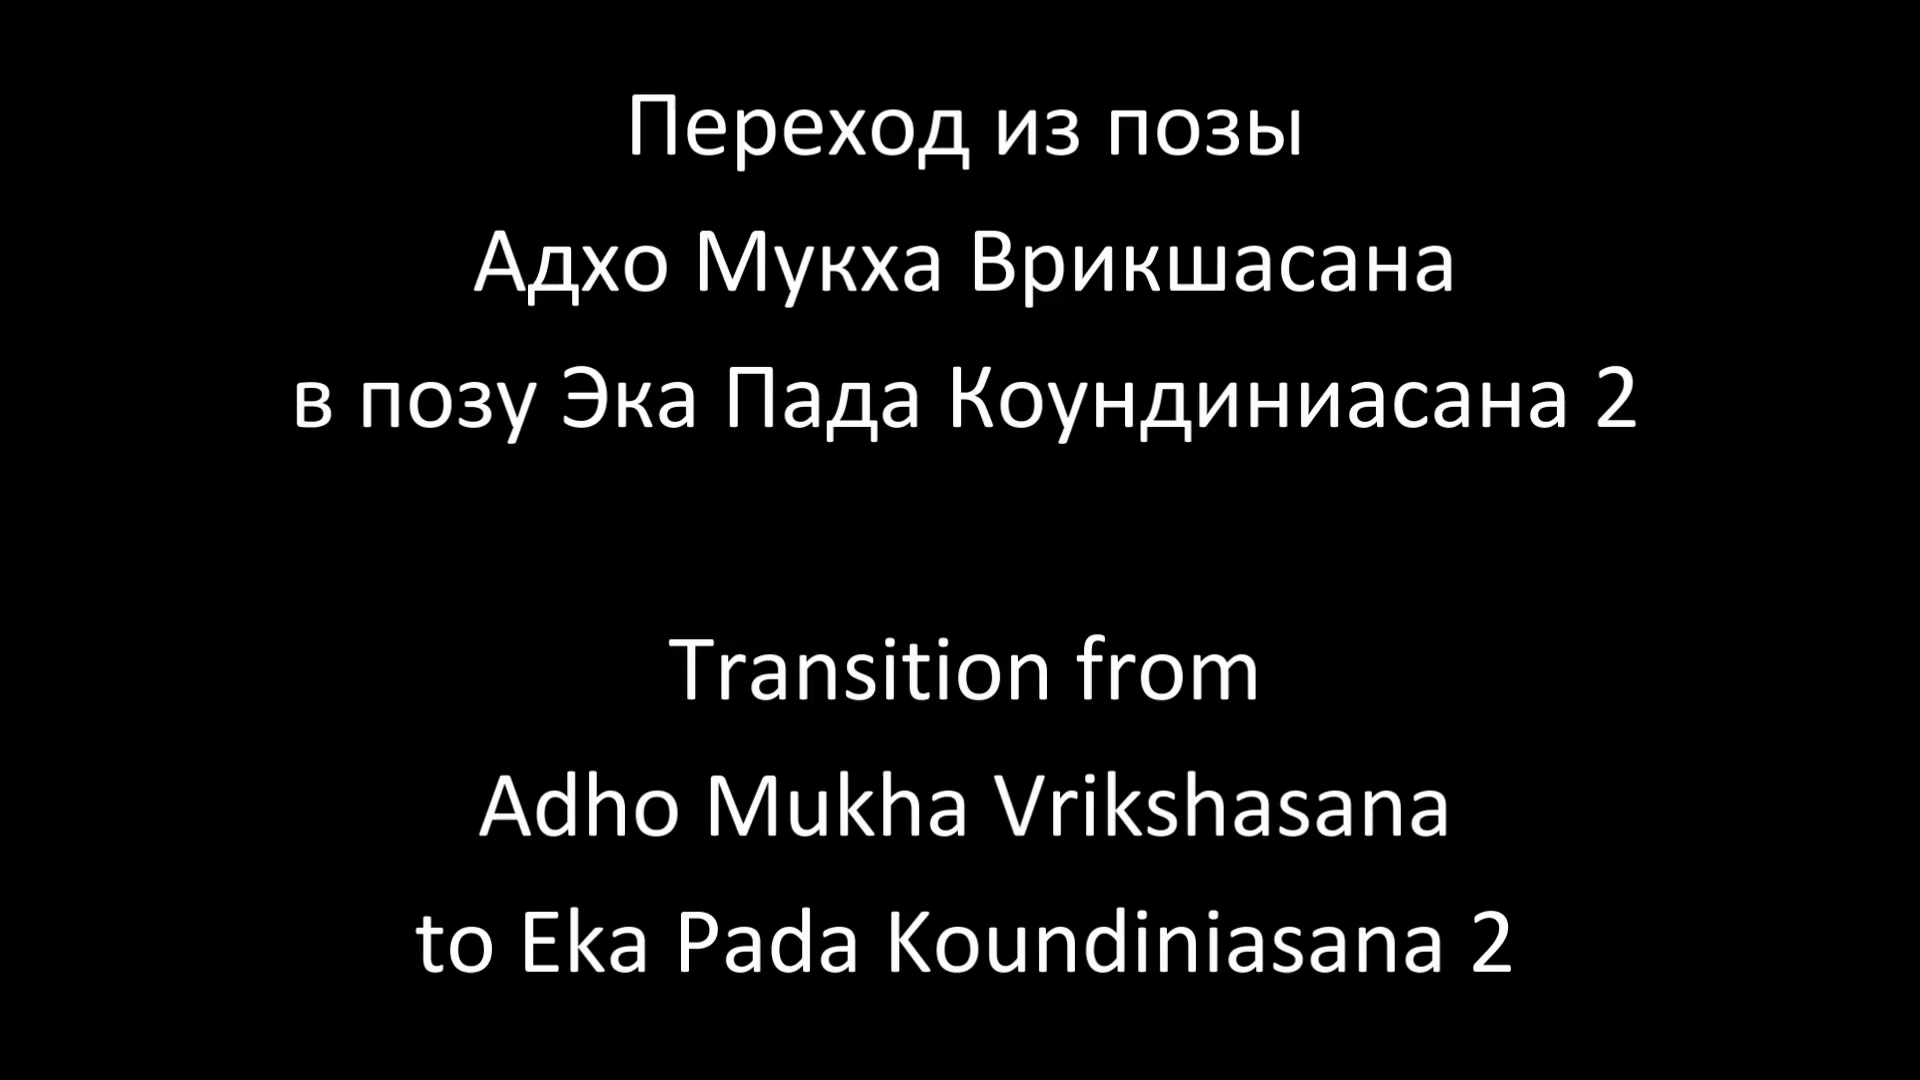 Переход из позы
Адхо Мукха Врикшасана
в позу Эка Пада Коундиниасана 2
Transition from
Adho Mukha Vrikshasana
to Eka Pada Koundiniasana 2